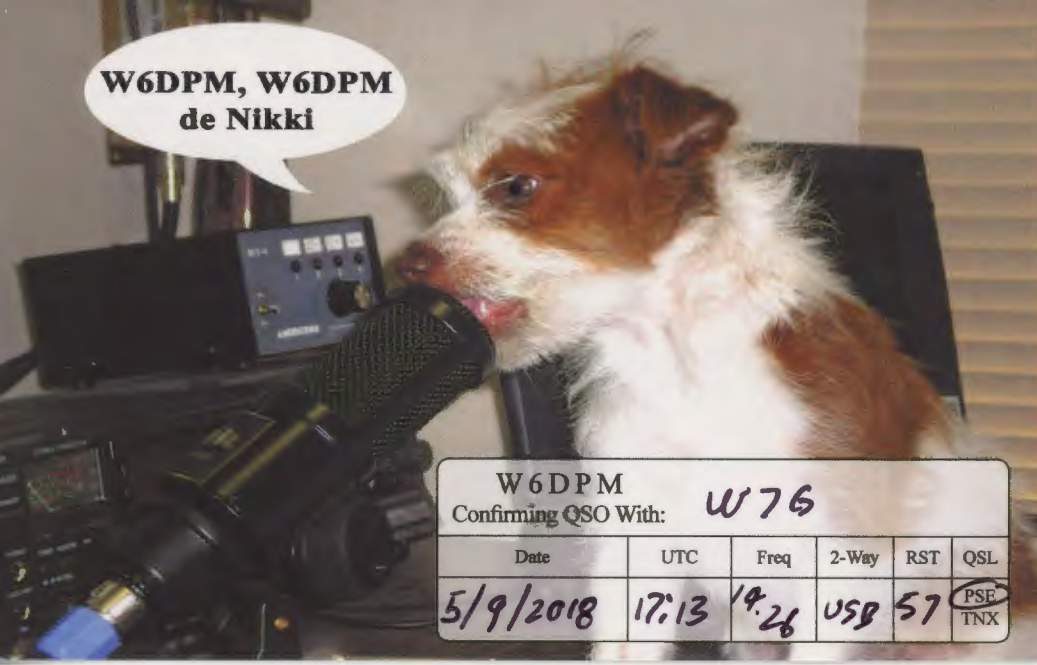 W6DPM, W6DPM
de Nikki
W6DPM
Confirming QSO With: W7G
Date UTC Freq 2-Way RST QSL
5/9/2018 17:13 14.26 USB 57 PSE
TNX